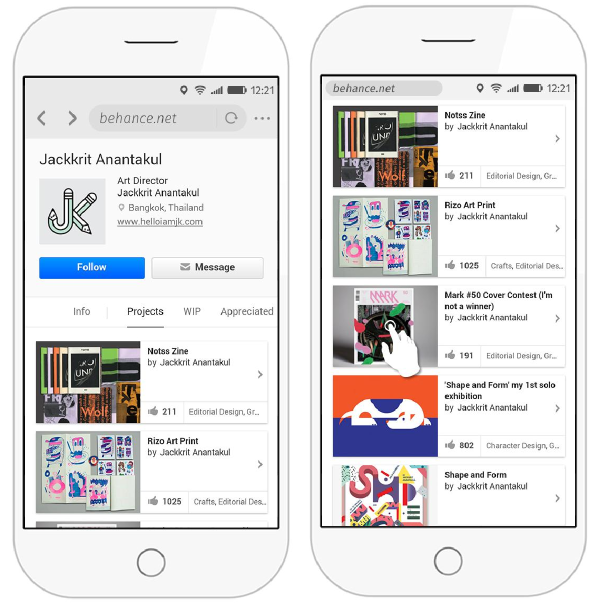 12:21
behance.net
Jackkrit Anantakul
Art Director
Jackkrit Anantakul
Bangkok, Thailand
www.helloiamjk.com
Follow
Message
Info
Projects
WIP
Appreciated
Notss Zine
by Jackkrit Anantakul
Wolf
211
Editorial Design, Gr...
Rizo Art Print
by Jackkrit Anantakul
1025
Crafts, Editorial Des...
behance.net
12:21
Notss Zine
by Jackkrit Anantakul
Wolf
211
Editorial Design, Gr...
Rizo Art Print
by Jackkrit Anantakul
1025
Crafts, Editorial Des...
MARK
Mark #50 Cover Contest (I'm
not a winner)
by Jackkrit Anantakul
191
Editorial Design, Gr...
'Shape and Form' my 1st solo
exhibition
by Jackkrit Anantakul
802
Character Design, G...
Shape and Form
by Jackkrit Anantakul